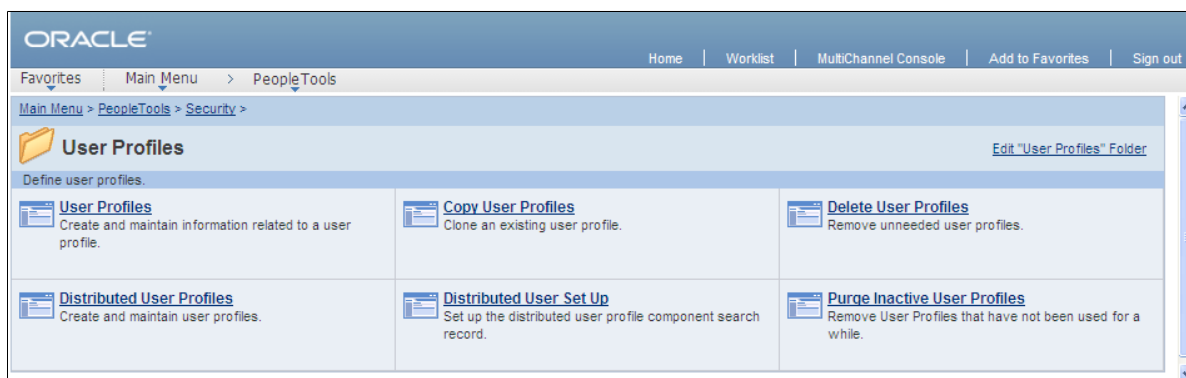 ORACLE
Home | Worklist | MultiChannel Console | Add to Favorites | Sign out
Favorites Main Menu > PeopleTools
Main Menu > PeopleTools > Security >
User Profiles
Edit "User Profiles" Folder
Define user profiles.
User Profiles
Create and maintain information related to a user
profile.
Copy User Profiles
Clone an existing user profile.
Delete User Profiles
Remove unneeded user profiles.
Distributed User Profiles
Create and maintain user profiles.
Distributed User Set Up
Set up the distributed user profile component search
record.
Purge Inactive User Profiles
Remove User Profiles that have not been used for a
while.